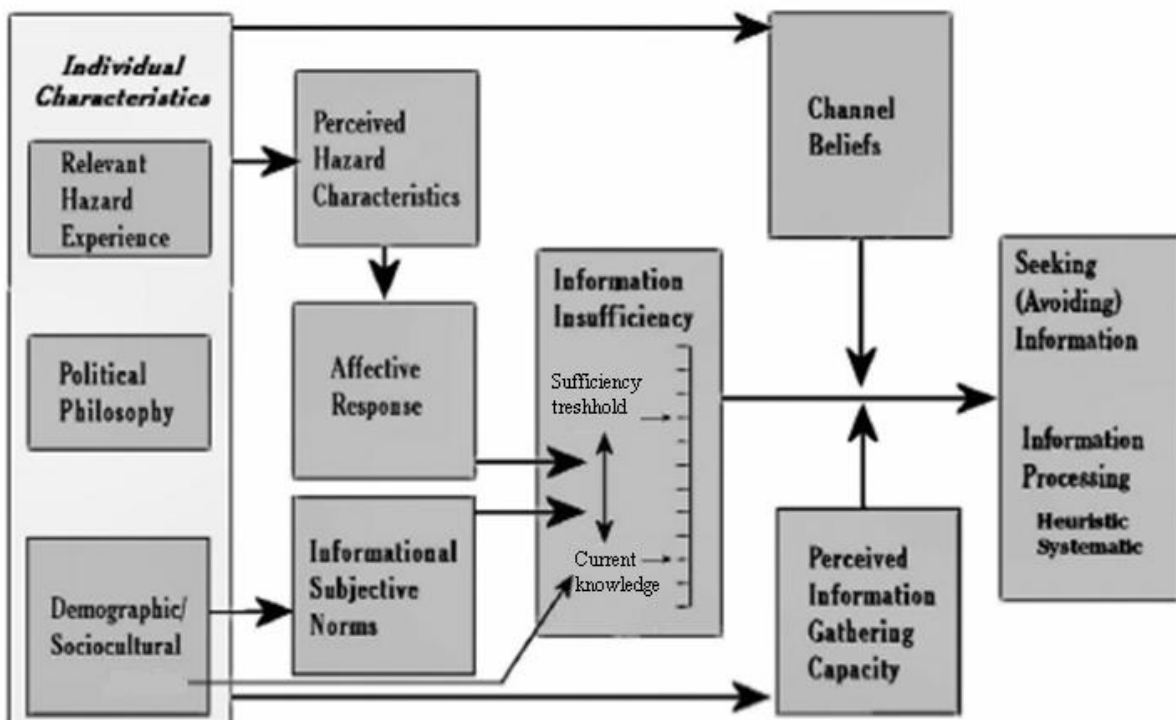 Individual
Characteristics
Relevant
Hazard
Experience
Political
Philosophy
Demographic/
Sociocultural
Perceived
Hazard
Characteristics
Affective
Response
Informational
Subjective
Norms
Information
Insufficiency
Sufficiency
treshhold
Current
knowledge
Channel
Beliefs
Perceived
Information
Gathering
Capacity
Seeking
(Avoiding)
Information
Information
Processing
Heuristic
Systematic